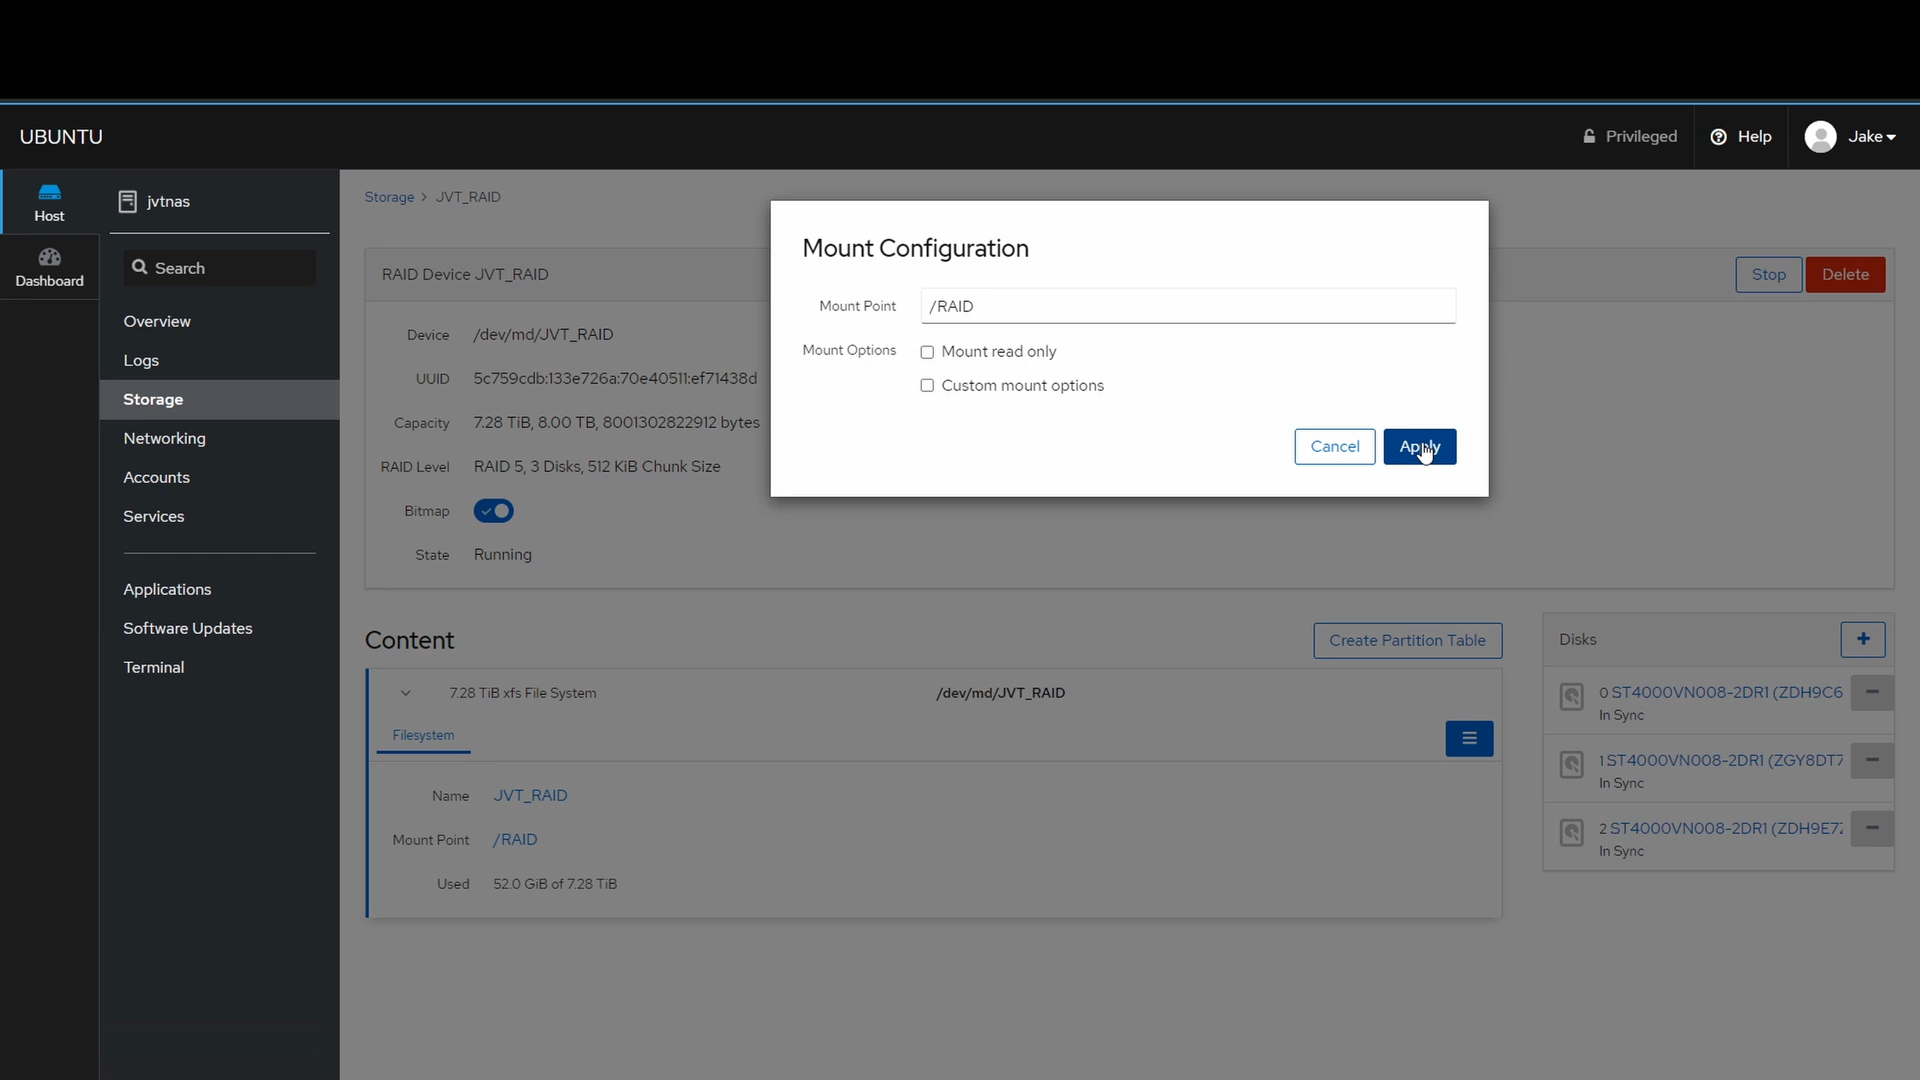 UBUNTU
Privileged
Help
Jake
Host
Dashboard
jvtnas
Search
Overview
Logs
Storage
Networking
Accounts
Services
Applications
Software Updates
Terminal
Storage > JVT_RAID
RAID Device JVT_RAID
Stop
Delete
Device /dev/md/JVT_RAID
UUID 5c759cdb:133e726a:70e40511:ef71438d
Capacity 7.28 TiB, 8.00 TB, 8001302822912 bytes
RAID Level RAID 5, 3 Disks, 512 KiB Chunk Size
Bitmap
State Running
Mount Configuration
Mount Point /RAID
Mount Options Mount read only
Custom mount options
Cancel
Apply
Content
Create Partition Table
7.28 TiB xfs File System /dev/md/JVT_RAID
Filesystem
Name JVT_RAID
Mount Point /RAID
Used 52.0 GiB of 7.28 TiB
Disks
0 ST4000VN008-2DR1 (ZDH9C6
In Sync
1 ST4000VN008-2DR1 (ZGY8DT7
In Sync
2 ST4000VN008-2DR1 (ZDH9E7Z
In Sync